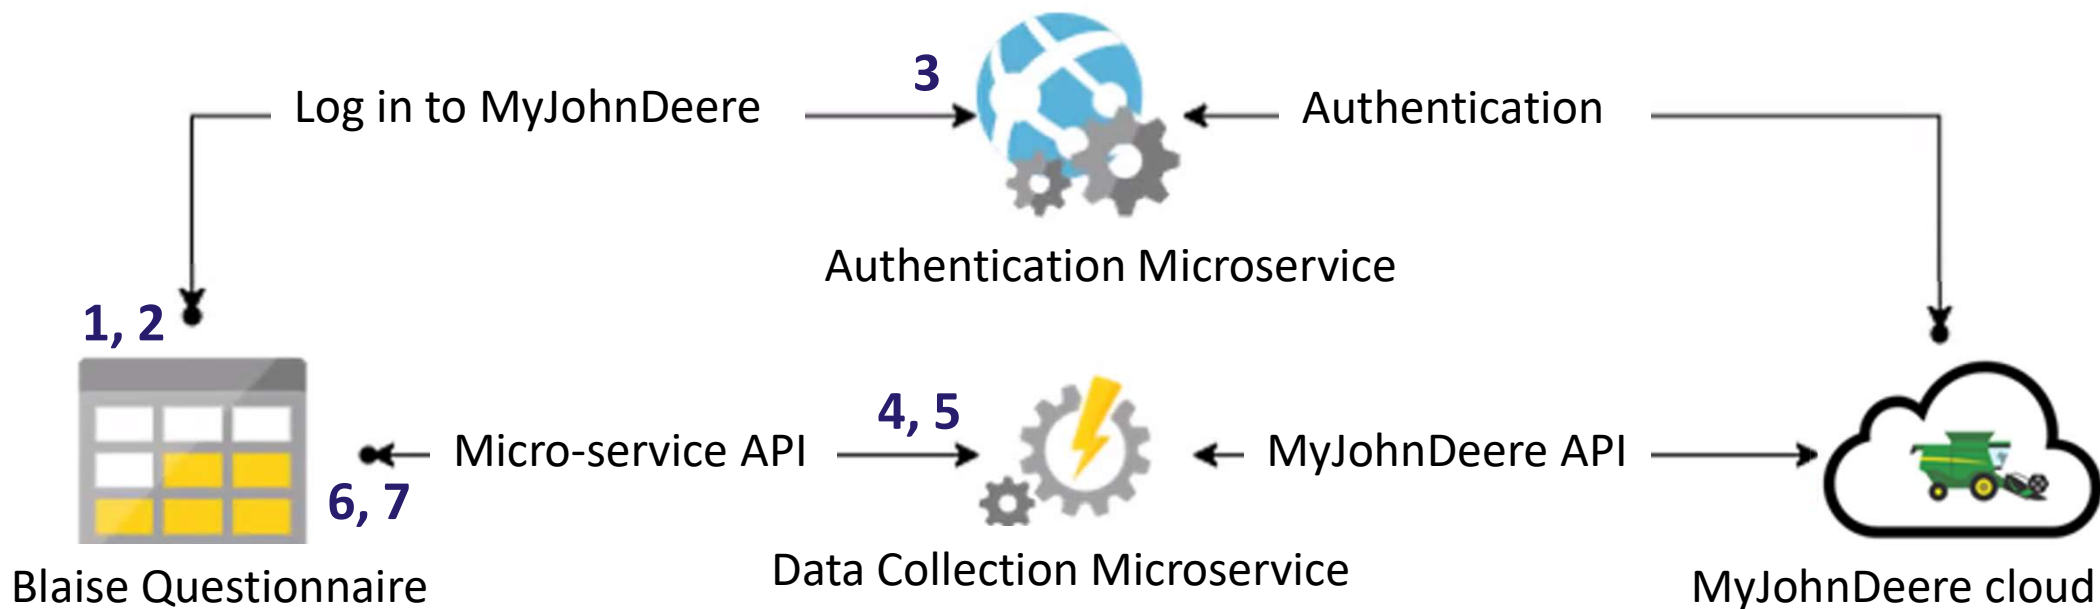 3
Log in to MyJohnDeere
Authentication
Authentication Microservice
1, 2
4, 5
Micro-service API
MyJohnDeere API
6, 7
Data Collection Microservice
Blaise Questionnaire
MyJohnDeere cloud